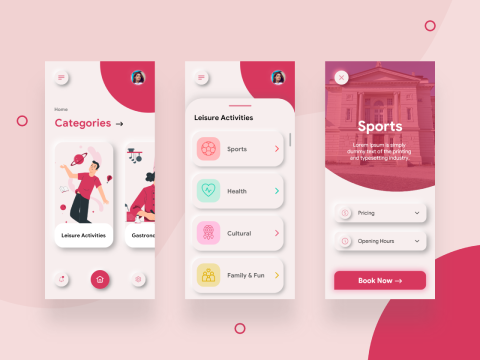 Home
Categories →
Leisure Activities
Gastrono
Leisure Activities
Sports
Health
Cultural
Family & Fun
Sports
Lorem Ipsum is simply
dummy text of the printing
and typesetting industry.
Pricing
Opening Hours
Book Now →